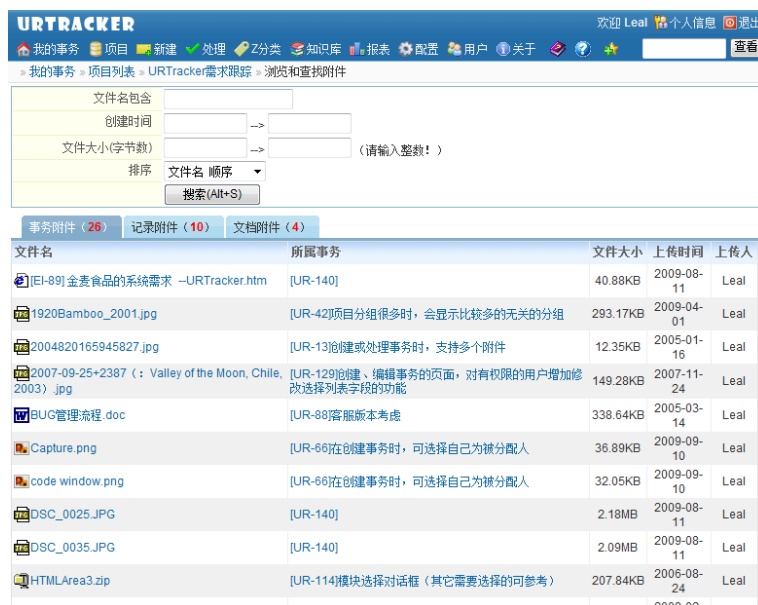 URTRACKER
欢迎 Leal 个人信息 退出
我的事务 项目 新建 处理 Z分类 知识库 报表 配置 用户 关于 查看
» 我的事务 » 项目列表 » URTracker需求跟踪 » 浏览和查找附件
文件名包含
创建时间 -->
文件大小(字节数) --> （请输入整数！）
排序 文件名 顺序
搜索(Alt+S)
事务附件（26） 记录附件（10） 文档附件（4）
文件名 所属事务 文件大小 上传时间 上传人
[EI-89]金麦食品的系统需求 --URTracker.htm [UR-140] 40.88KB 2009-08-11 Leal
1920Bamboo_2001.jpg [UR-42]项目分组很多时，会显示比较多的无关的分组 293.17KB 2009-04-01 Leal
2004820165945827.jpg [UR-13]创建或处理事务时，支持多个附件 12.35KB 2005-01-16 Leal
2007-09-25+2387（：Valley of the Moon, Chile, [UR-129]创建、编辑事务的页面，对有权限的用户增加修 149.28KB 2007-11-24 Leal
2003）.jpg 改选择列表字段的功能
BUG管理流程.doc [UR-88]客服版本考虑 338.64KB 2005-03-14 Leal
Capture.png [UR-66]在创建事务时，可选择自己为被分配人 36.89KB 2009-09-10 Leal
code window.png [UR-66]在创建事务时，可选择自己为被分配人 32.05KB 2009-09-10 Leal
DSC_0025.JPG [UR-140] 2.18MB 2009-08-11 Leal
DSC_0035.JPG [UR-140] 2.09MB 2009-08-11 Leal
HTMLArea3.zip [UR-114]模块选择对话框（其它需要选择的可参考） 207.84KB 2006-08-24 Leal